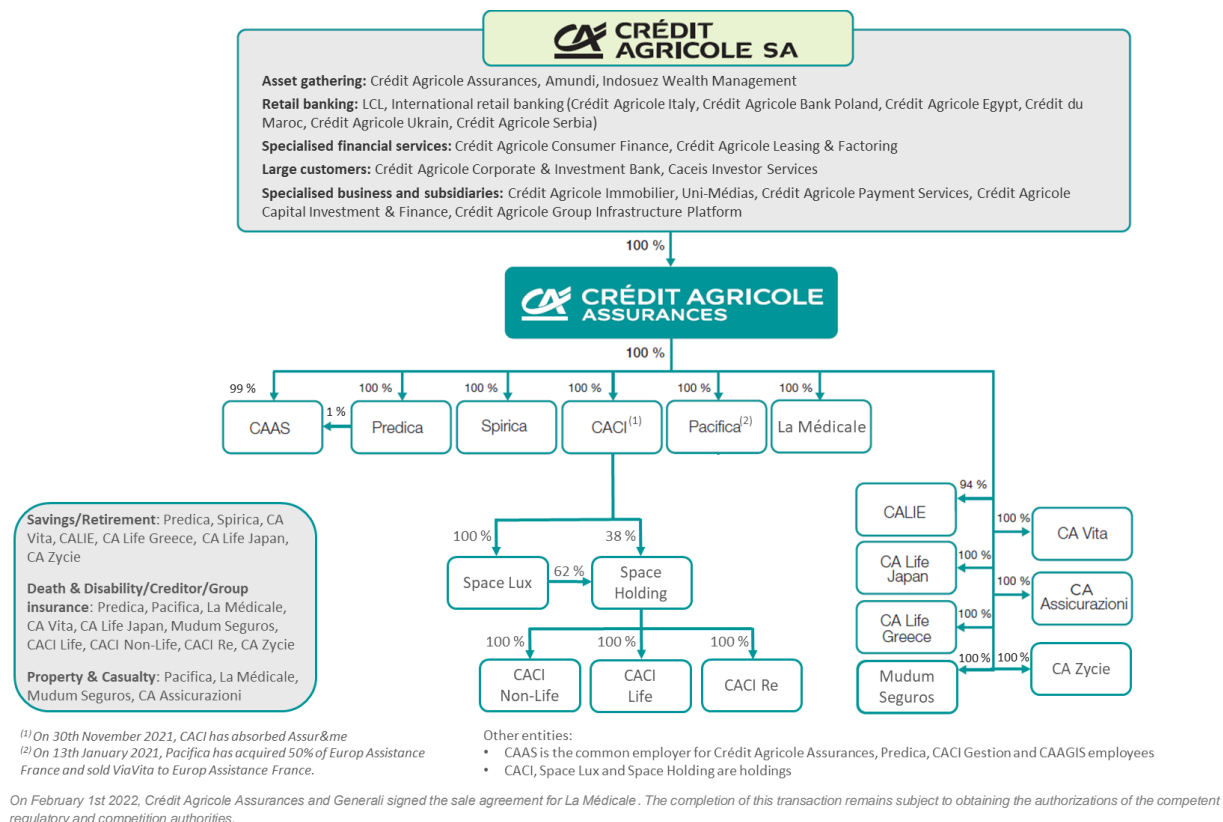 CRÉDIT
AGRICOLE SA
Asset gathering: Crédit Agricole Assurances, Amundi, Indosuez Wealth Management
Retail banking: LCL, International retail banking (Crédit Agricole Italy, Crédit Agricole Bank Poland, Crédit Agricole Egypt, Crédit du
Maroc, Crédit Agricole Ukrain, Crédit Agricole Serbia)
Specialised financial services: Crédit Agricole Consumer Finance, Crédit Agricole Leasing & Factoring
Large customers: Crédit Agricole Corporate & Investment Bank, Caceis Investor Services
Specialised business and subsidiaries: Crédit Agricole Immobilier, Uni-Médias, Crédit Agricole Payment Services, Crédit Agricole
Capital Investment & Finance, Crédit Agricole Group Infrastructure Platform
100 %
CRÉDIT AGRICOLE
ASSURANCES
100 %
99 % 100 % 100 % 100 % 100 % 100 %
CAAS 1 % Predica Spirica CACI (1) Pacifica (2) La Médicale
94 %
CALIE
100 %
CA Vita
100 % 38 %
Space Lux 62 % Space
Holding
100 %
CA Life
Japan
100 %
CA
Assicurazioni
100 %
CA Life
Greece
100 % 100 % 100 %
CACI
Non-Life
CACI
Life
CACI Re
100 % 100 %
Mudum
Seguros
CA Zycie
Savings/Retirement: Predica, Spirica, CA
Vita, CALIE, CA Life Greece, CA Life Japan,
CA Zycie
Death & Disability/Creditor/Group
insurance: Predica, Pacifica, La Médicale,
CA Vita, CA Life Japan, Mudum Seguros,
CACI Life, CACI Non-Life, CACI Re, CA Zycie
Property & Casualty: Pacifica, La Médicale,
Mudum Seguros, CA Assicurazioni
(1) On 30th November 2021, CACI has absorbed Assur&me
(2) On 13th January 2021, Pacifica has acquired 50% of Europ Assistance
France and sold ViaVita to Europ Assistance France.
Other entities:
• CAAS is the common employer for Crédit Agricole Assurances, Predica, CACI Gestion and CAAGIS employees
• CACI, Space Lux and Space Holding are holdings
On February 1st 2022, Crédit Agricole Assurances and Generali signed the sale agreement for La Médicale. The completion of this transaction remains subject to obtaining the authorizations of the competent
regulatory and competition authorities.